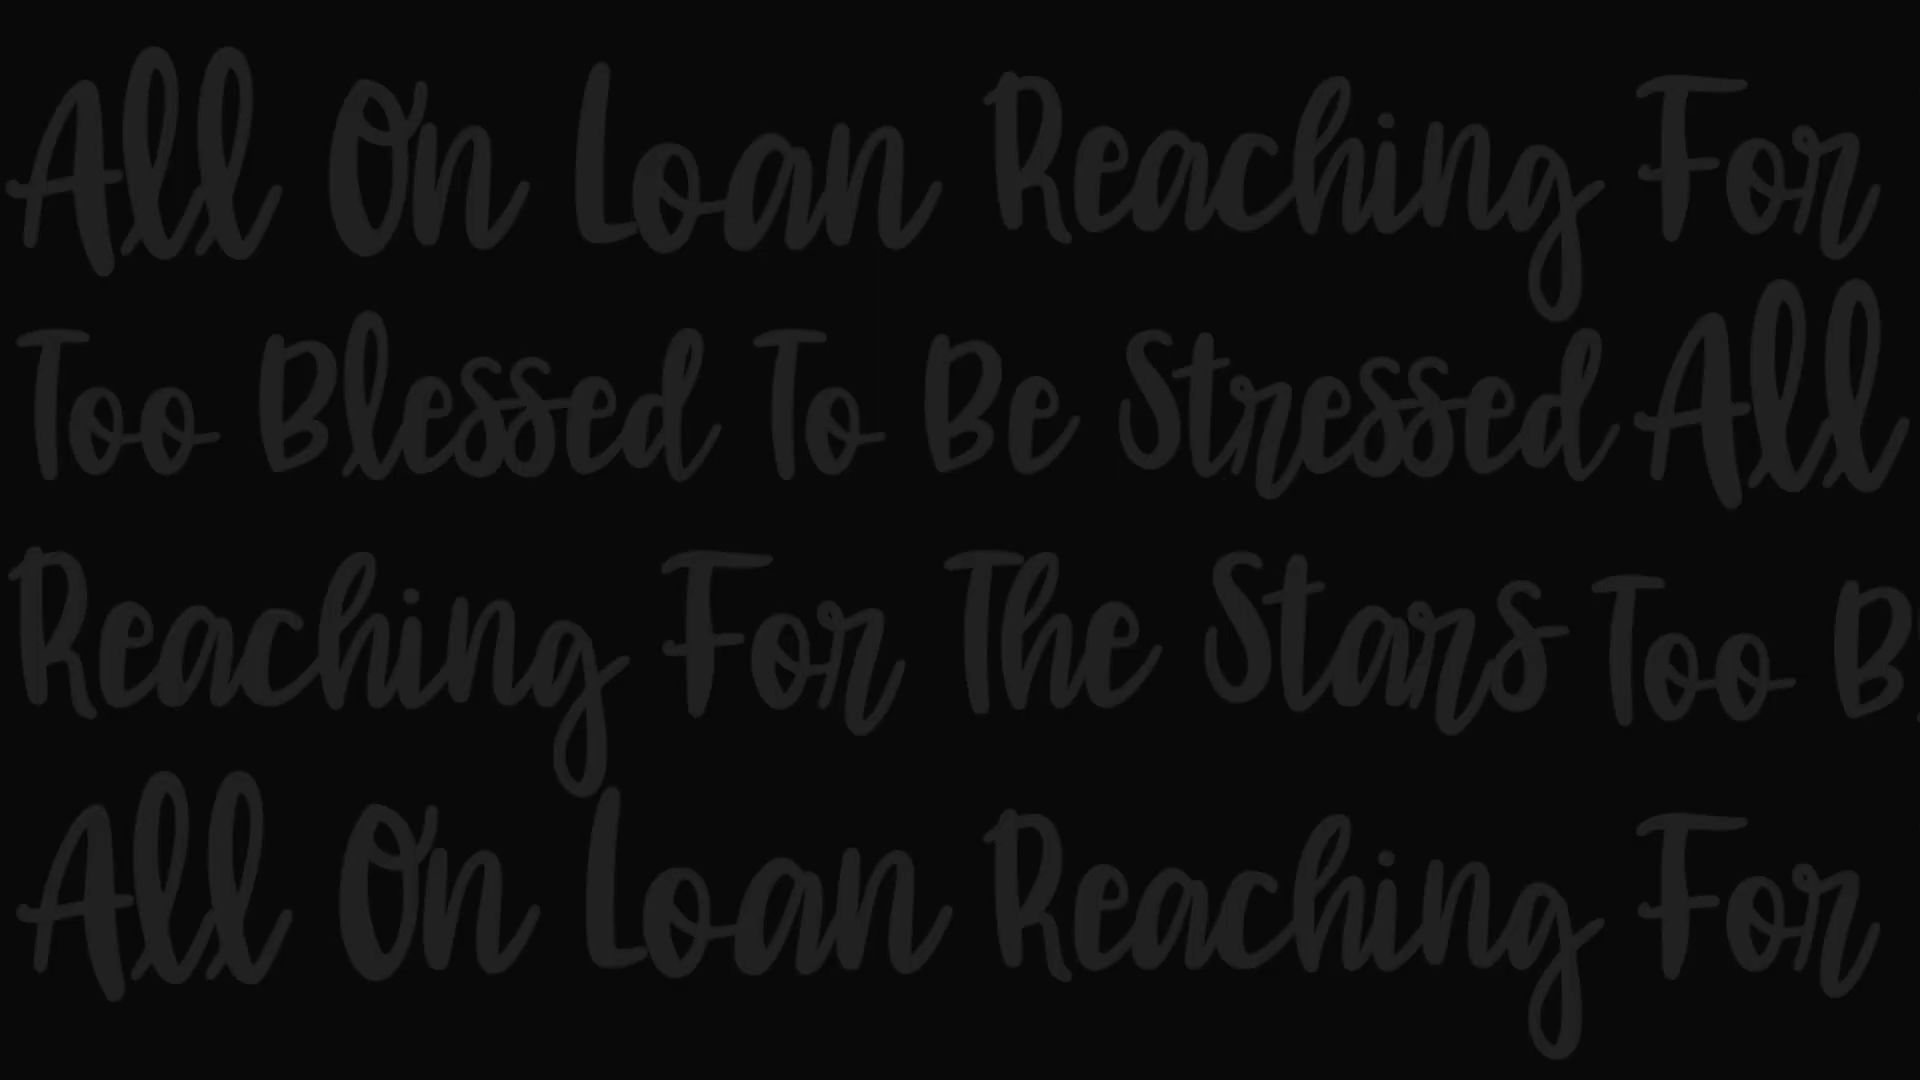 All On Loan Reaching For
Too Blessed To Be Stressed All
Reaching For The Stars Too B
All On Loan Reaching For